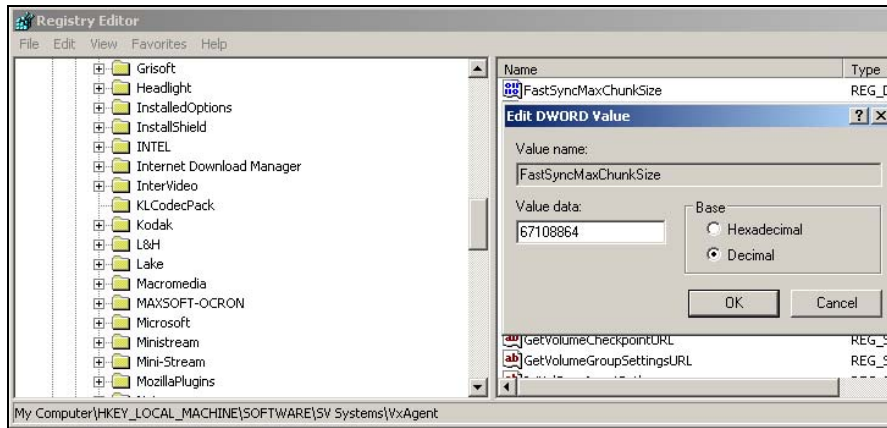 Registry Editor
File Edit View Favorites Help
Grisoft
Headlight
InstalledOptions
InstallShield
INTEL
Internet Download Manager
InterVideo
KLCodecPack
Kodak
L&H
Lake
Macromedia
MAXSOFT-OCRON
Microsoft
Ministream
Mini-Stream
MozillaPlugins
Name Type
FastSyncMaxChunkSize
Edit DWORD Value
Value name:
FastSyncMaxChunkSize
Value data:
67108864
Base
Hexadecimal
Decimal
OK Cancel
GetVolumeCheckpointURL
GetVolumeGroupSettingsURL
My Computer\HKEY_LOCAL_MACHINE\SOFTWARE\SV Systems\VxAgent